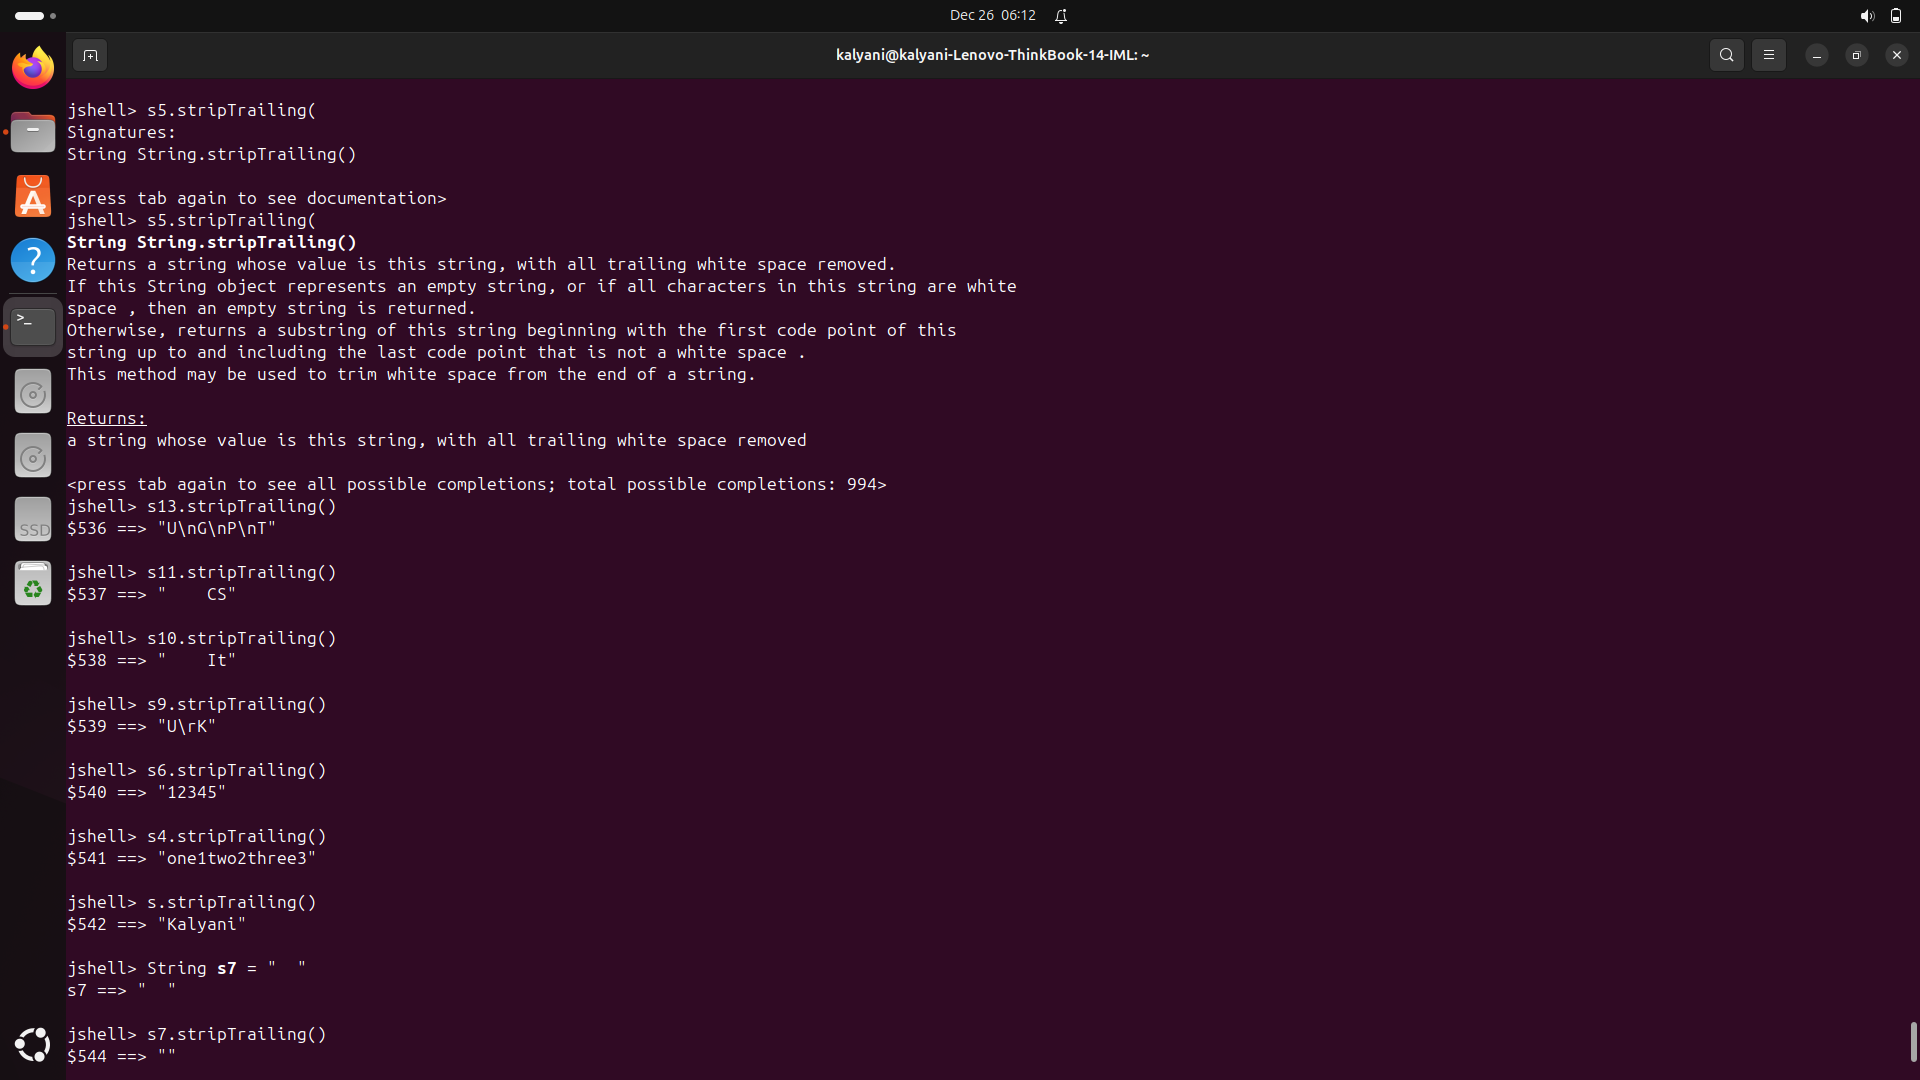 Dec 26 06:12
kalyani@kalyani-Lenovo-ThinkBook-14-IML: ~
jshell> s5.stripTrailing(
Signatures:
String String.stripTrailing()
<press tab again to see documentation>
jshell> s5.stripTrailing(
String String.stripTrailing()
Returns a string whose value is this string, with all trailing white space removed.
If this String object represents an empty string, or if all characters in this string are white
space , then an empty string is returned.
Otherwise, returns a substring of this string beginning with the first code point of this
string up to and including the last code point that is not a white space .
This method may be used to trim white space from the end of a string.
Returns:
a string whose value is this string, with all trailing white space removed
<press tab again to see all possible completions; total possible completions: 994>
jshell> s13.stripTrailing()
$536 ==> "U\nG\nP\nT"
jshell> s11.stripTrailing()
$537 ==> "    CS"
jshell> s10.stripTrailing()
$538 ==> "    It"
jshell> s9.stripTrailing()
$539 ==> "U\rK"
jshell> s6.stripTrailing()
$540 ==> "12345"
jshell> s4.stripTrailing()
$541 ==> "one1two2three3"
jshell> s.stripTrailing()
$542 ==> "Kalyani"
jshell> String s7 = "  "
s7 ==> "  "
jshell> s7.stripTrailing()
$544 ==> ""
SSD